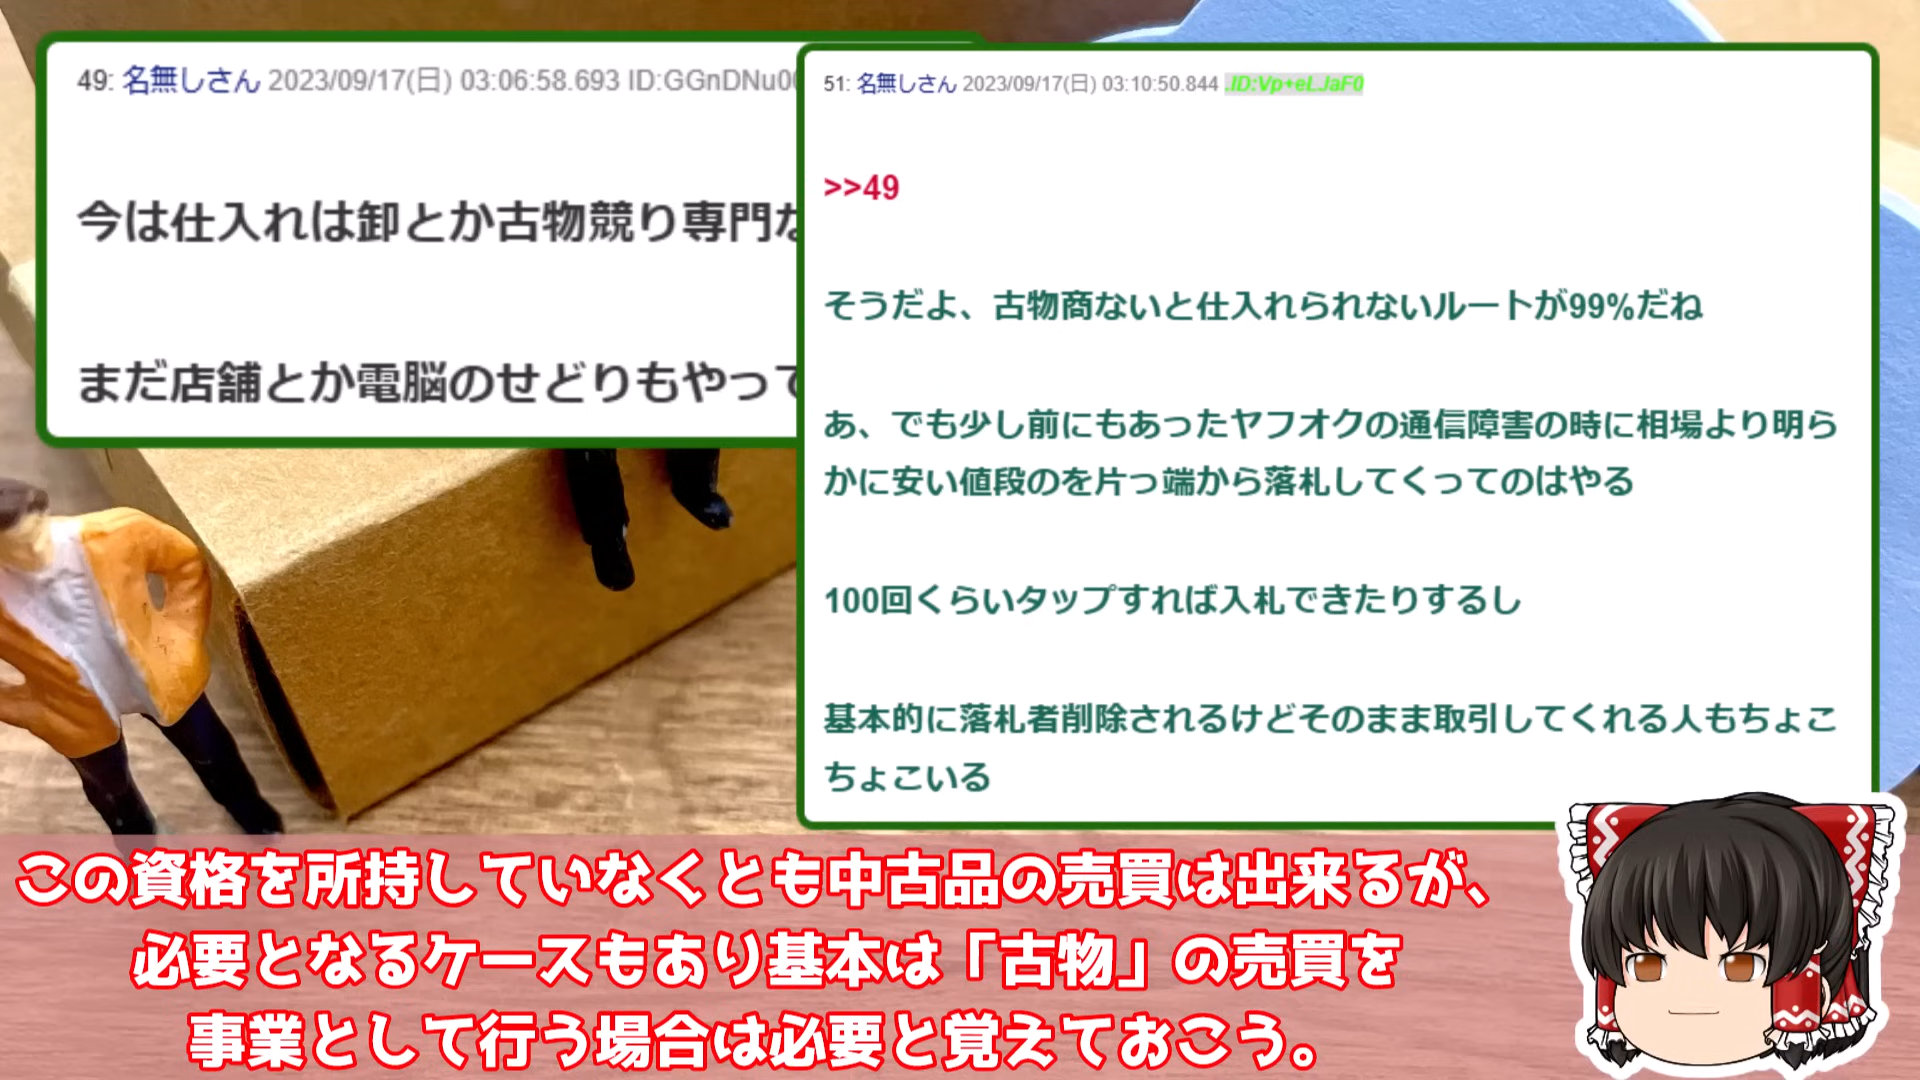 49: 名無しさん 2023/09/17(日) 03:06:58.693 ID:GGnDNu0
今は仕入れは卸とか古物競り専門な
まだ店舗とか電脳のせどりもやって
51: 名無しさん 2023/09/17(日) 03:10:50.844 .ID:Vp+eLJaF0
>>49
そうだよ、古物商ないと仕入れられないルートが99%だね
あ、でも少し前にもあったヤフオクの通信障害の時に相場より明ら
かに安い値段のを片っ端から落札してくってのはやる
100回くらいタップすれば入札できたりするし
基本的に落札者削除されるけどそのまま取引してくれる人もちょこ
ちょこいる
この資格を所持していなくとも中古品の売買は出来るが、
必要となるケースもあり基本は「古物」の売買を
事業として行う場合は必要と覚えておこう。